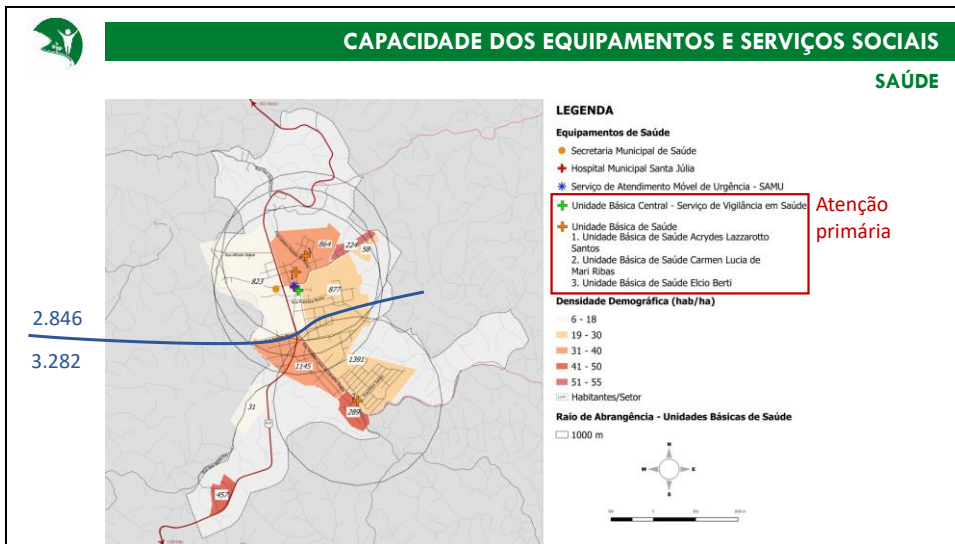 CAPACIDADE DOS EQUIPAMENTOS E SERVIÇOS SOCIAIS
SAÚDE
LEGENDA
Equipamentos de Saúde
Secretaria Municipal de Saúde
Hospital Municipal Santa Júlia
Serviço de Atendimento Móvel de Urgência - SAMU
Unidade Básica Central - Serviço de Vigilância em Saúde
Unidade Básica de Saúde
1. Unidade Básica de Saúde Acrydes Lazzarotto
Santos
2. Unidade Básica de Saúde Carmen Lucia de
Mari Ribas
3. Unidade Básica de Saúde Elcio Berti
Atenção
primária
Densidade Demográfica (hab/ha)
6 - 18
19 - 30
31 - 40
41 - 50
51 - 55
Habitantes/Setor
Raio de Abrangência - Unidades Básicas de Saúde
1000 m
N
W
E
S
864
224
58
823
877
2.846
3.282
1145
1391
289
31
457